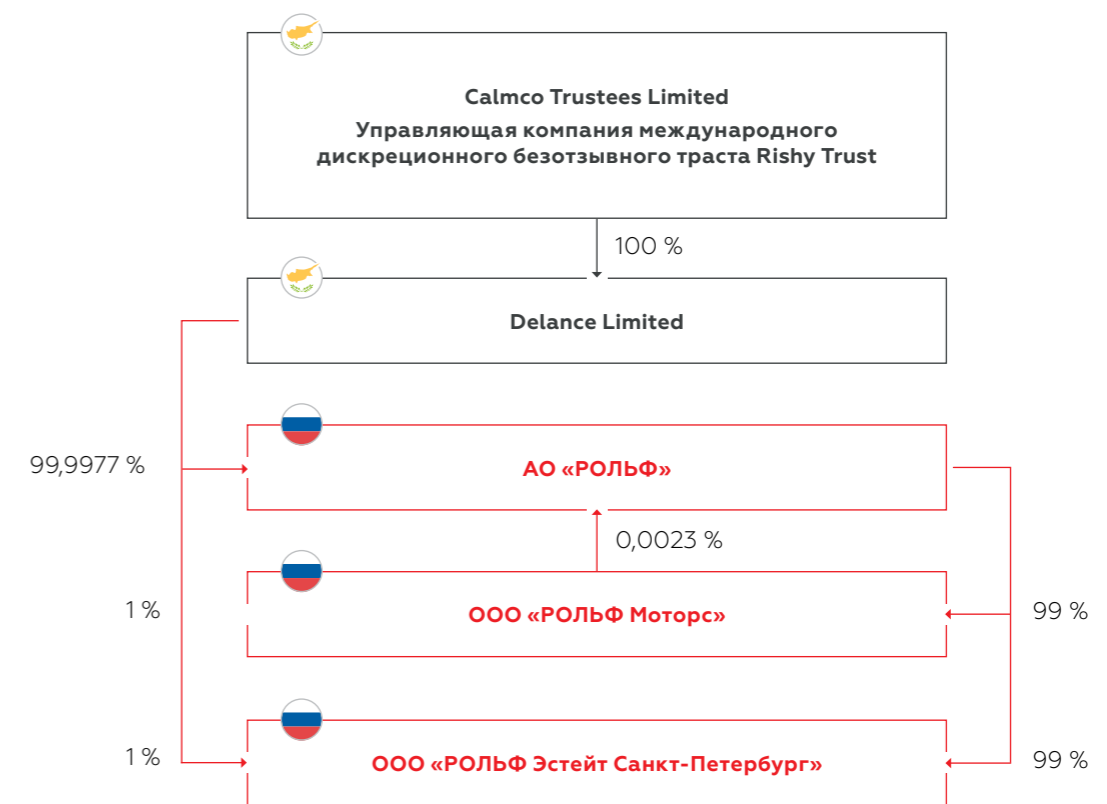 Calmco Trustees Limited
Управляющая компания международного
дискреционного безотзывного траста Rishy Trust
100 %
Delance Limited
99,9977 %
АО «РОЛЬФ»
0,0023 %
1 %
ООО «РОЛЬФ Моторс»
99 %
1 %
ООО «РОЛЬФ Эстейт Санкт-Петербург»
99 %